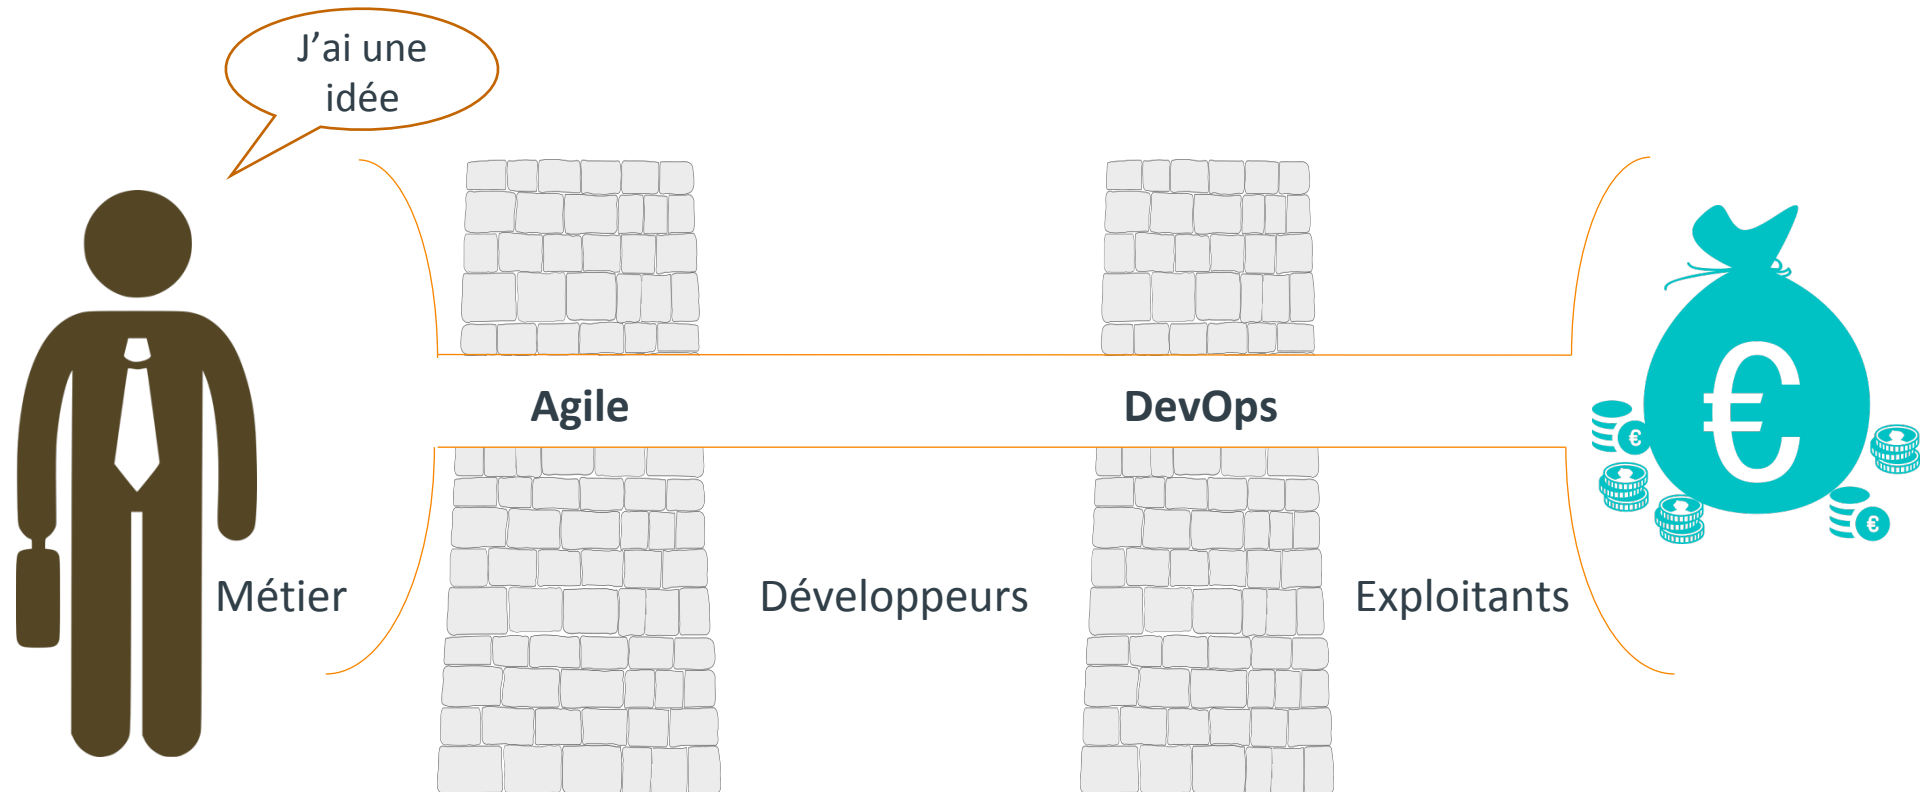 J’ai une
idée
Agile
DevOps
€
€
€
€
Métier
Développeurs
Exploitants